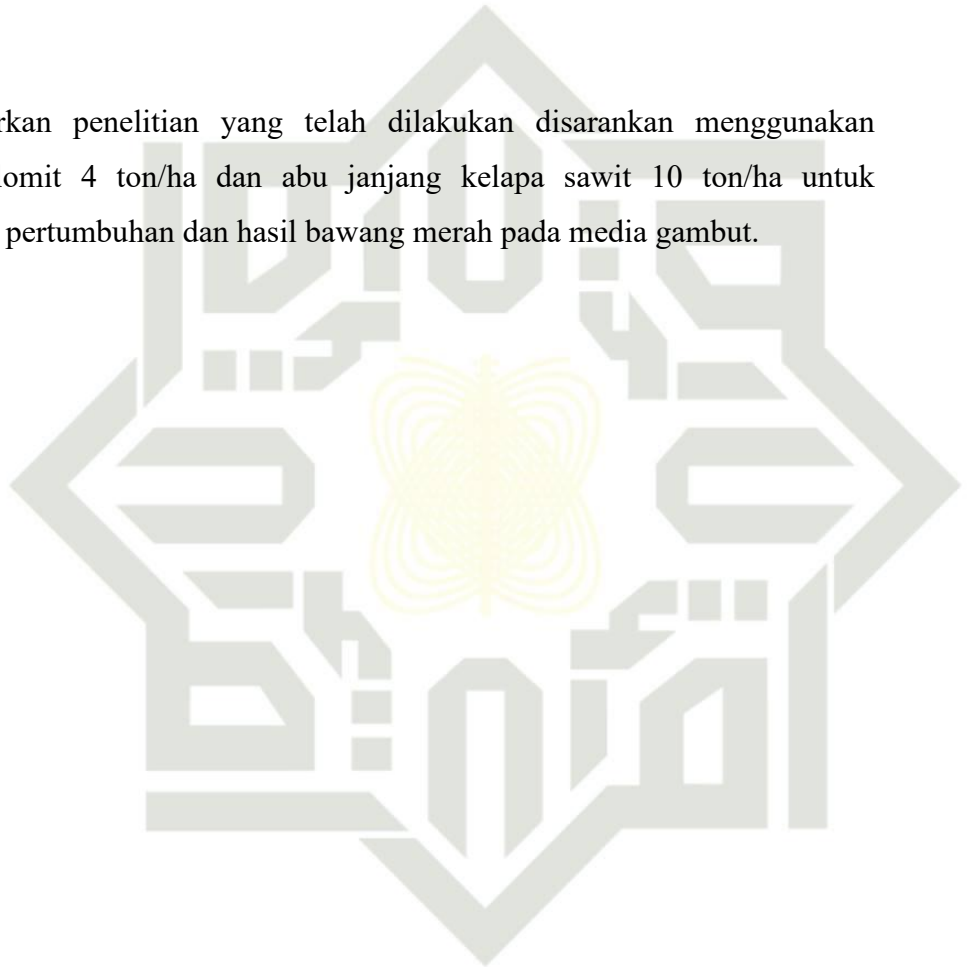 rkan penelitian yang telah dilakukan disarankan menggunakan
lomit 4 ton/ha dan abu janjang kelapa sawit 10 ton/ha untuk
pertumbuhan dan hasil bawang merah pada media gambut.